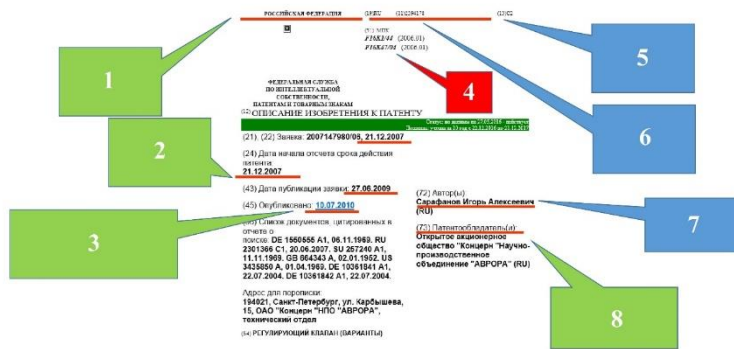 РОССИЙСКАЯ ФЕДЕРАЦИЯ
(19) RU
(51) МПК
F16K1/44 (2006.01)
F16K47/04 (2006.01)
ФЕДЕРАЛЬНАЯ СЛУЖБА
ПО ИНТЕЛЛЕКТУАЛЬНОЙ
СОБСТВЕННОСТИ,
ПАТЕНТАМ И ТОВАРНЫМ ЗНАКАМ
(12) ОПИСАНИЕ ИЗОБРЕТЕНИЯ К ПАТЕНТУ
(21), (22) Заявка: 2007147980/06, 21.12.2007
(24) Дата начала отсчета срока действия
патента:
21.12.2007
(43) Дата публикации заявки: 27.06.2009
(45) Опубликовано: 10.07.2010
Список документов, цитированных в
отчете о
поиске: DE 1550555 A1, 06.11.1969. RU
2301366 C1, 20.06.2007. SU 257240 A1,
11.11.1969. GB 664343 A, 02.01.1952. US
3435850 A, 01.04.1969. DE 10361841 A1,
22.07.2004. DE 10361842 A1, 22.07.2004.
Адрес для переписки:
194021, Санкт-Петербург, ул. Карбышева,
15, ОАО "Концерн "НПО "АВРОРА",
технический отдел
(54) РЕГУЛИРУЮЩИЙ КЛАПАН (ВАРИАНТЫ)
(72) Автор(ы):
Сарафанов Игорь Алексеевич
(RU)
(73) Патентообладатель(и):
Открытое акционерное
общество "Концерн "Научно-
производственное
объединение "АВРОРА" (RU)
1
2
3
4
5
6
7
8